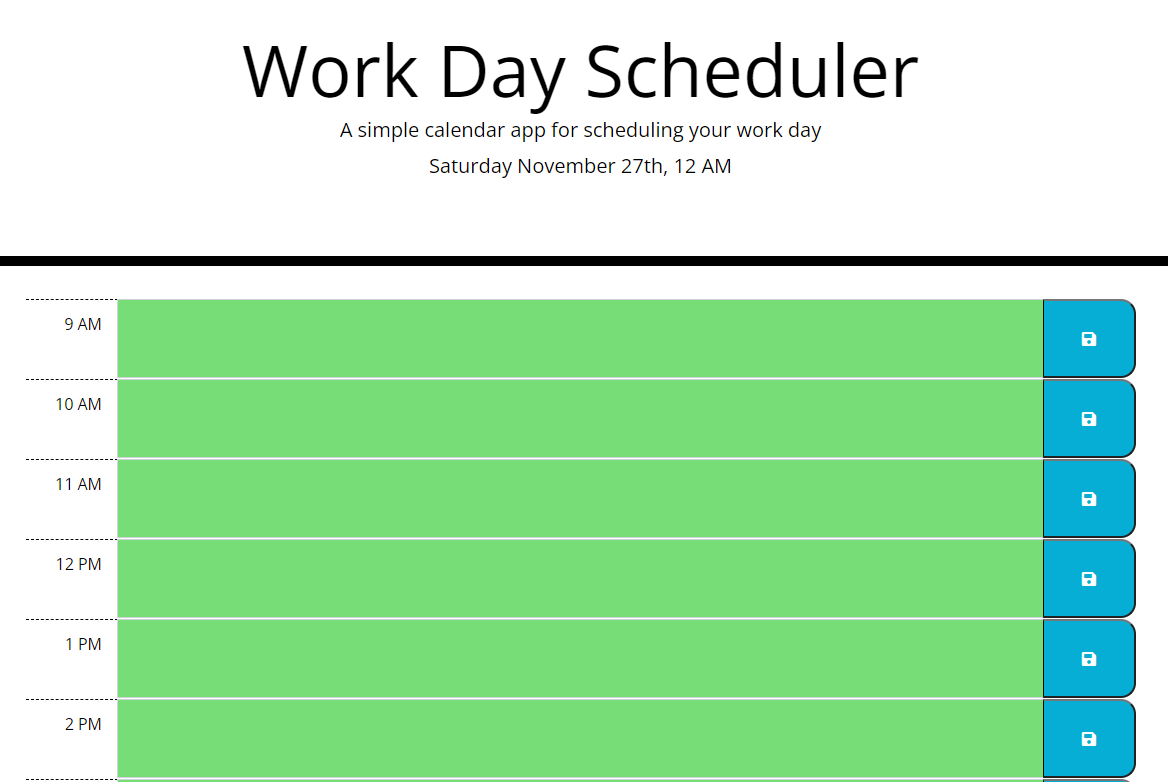 Work Day Scheduler
A simple calendar app for scheduling your work day
Saturday November 27th, 12 AM
9 AM
10 AM
11 AM
12 PM
1 PM
2 PM